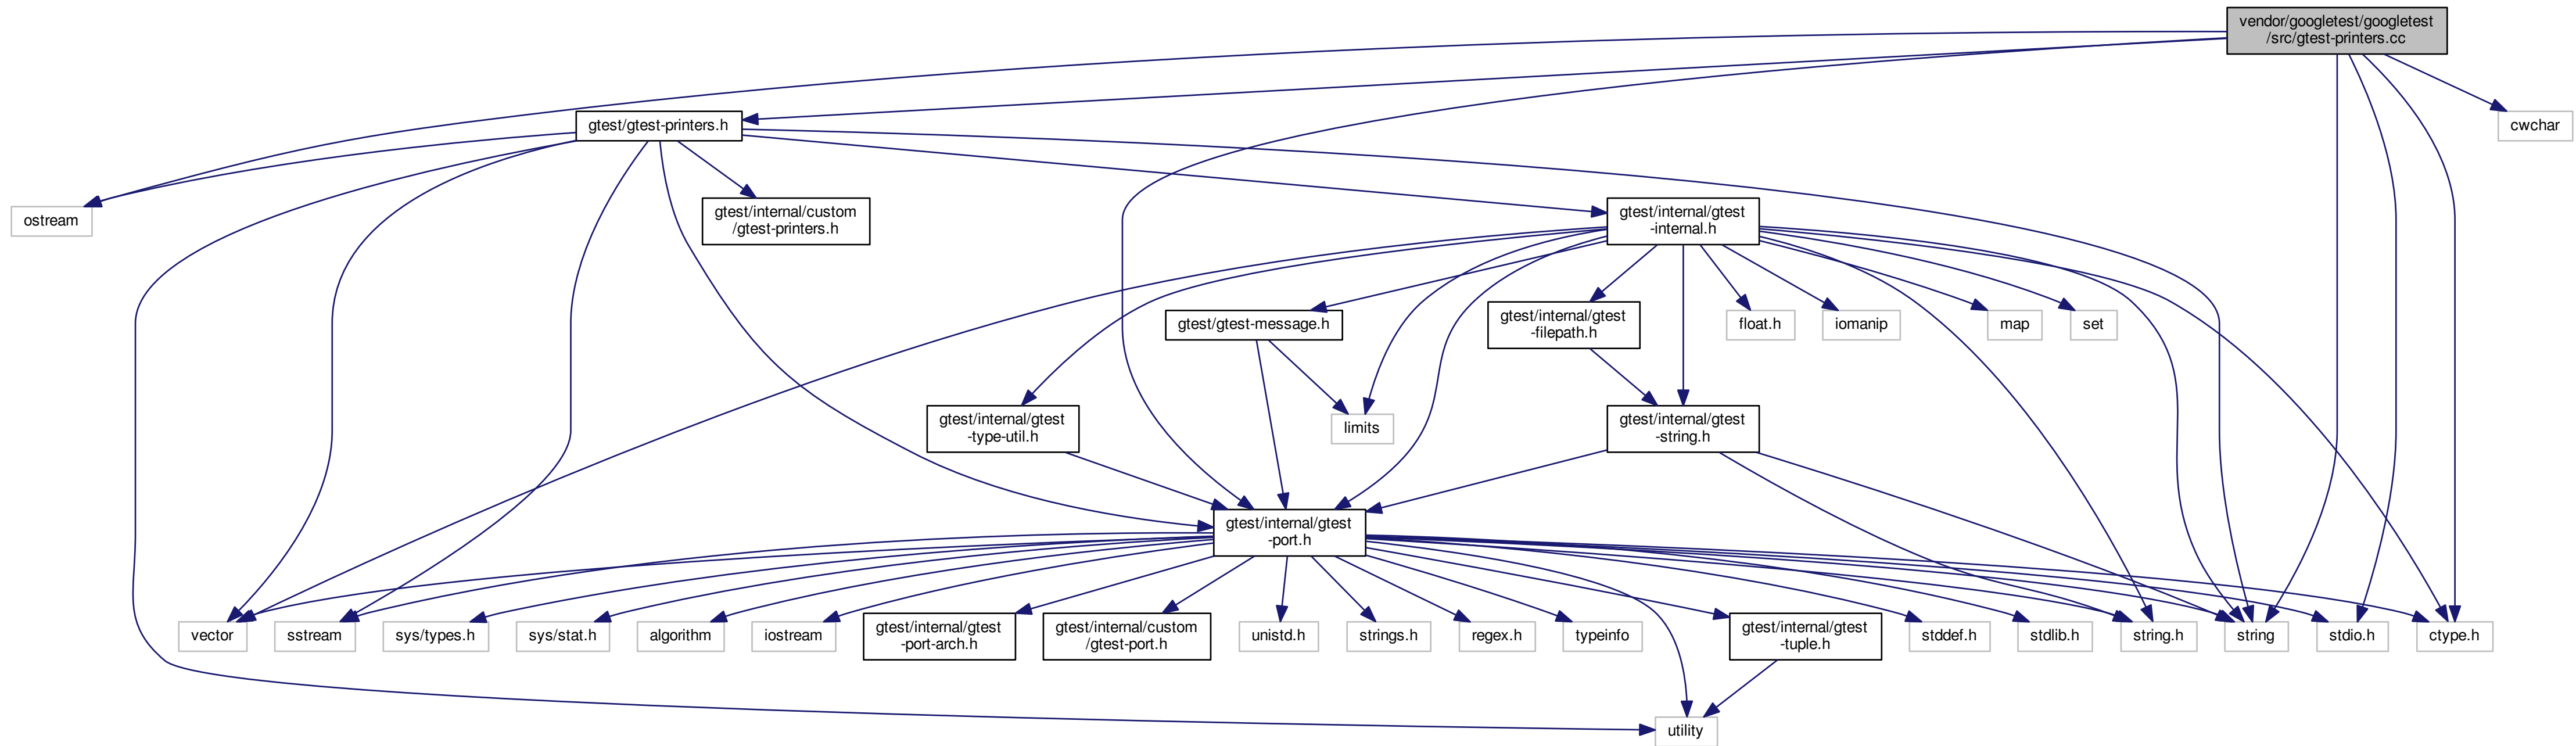 vendor/googletest/googletest
/src/gtest-printers.cc
gtest/gtest-printers.h
cwchar
ostream
gtest/internal/custom
/gtest-printers.h
gtest/internal/gtest
-internal.h
gtest/gtest-message.h
gtest/internal/gtest
-filepath.h
float.h
iomanip
map
set
gtest/internal/gtest
-type-util.h
limits
gtest/internal/gtest
-string.h
gtest/internal/gtest
-port.h
vector
sstream
sys/types.h
sys/stat.h
algorithm
iostream
gtest/internal/gtest
-port-arch.h
gtest/internal/custom
/gtest-port.h
unistd.h
strings.h
regex.h
typeinfo
gtest/internal/gtest
-tuple.h
stddef.h
stdlib.h
string.h
string
stdio.h
ctype.h
utility